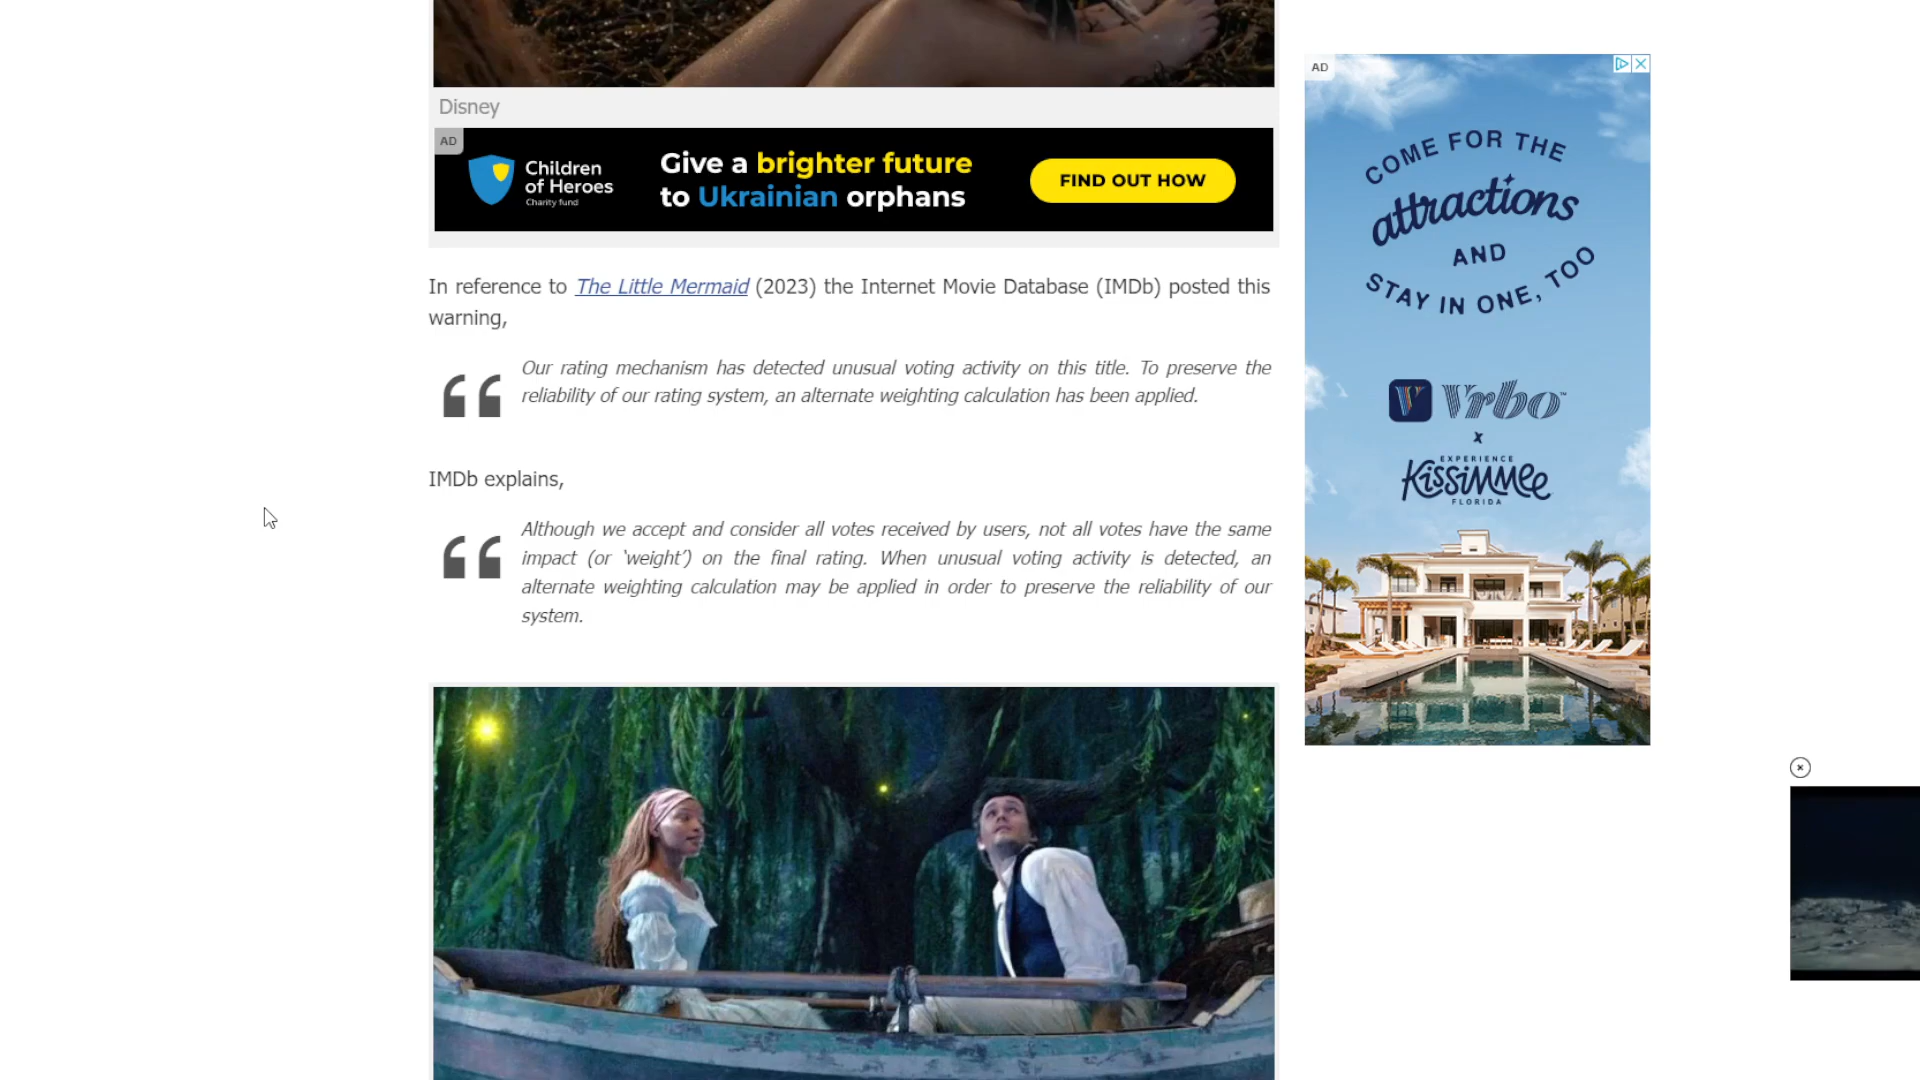 Disney
AD
Children
of Heroes
Charity fund
Give a brighter future
to Ukrainian orphans
FIND OUT HOW
In reference to The Little Mermaid (2023) the Internet Movie Database (IMDb) posted this
warning,
Our rating mechanism has detected unusual voting activity on this title. To preserve the
reliability of our rating system, an alternate weighting calculation has been applied.
IMDb explains,
Although we accept and consider all votes received by users, not all votes have the same
impact (or ‘weight’) on the final rating. When unusual voting activity is detected, an
alternate weighting calculation may be applied in order to preserve the reliability of our
system.
AD
COME FOR THE
attractions
AND
STAY IN ONE, TOO
V Vrbo™
x
EXPERIENCE
Kissimmee
FLORIDA